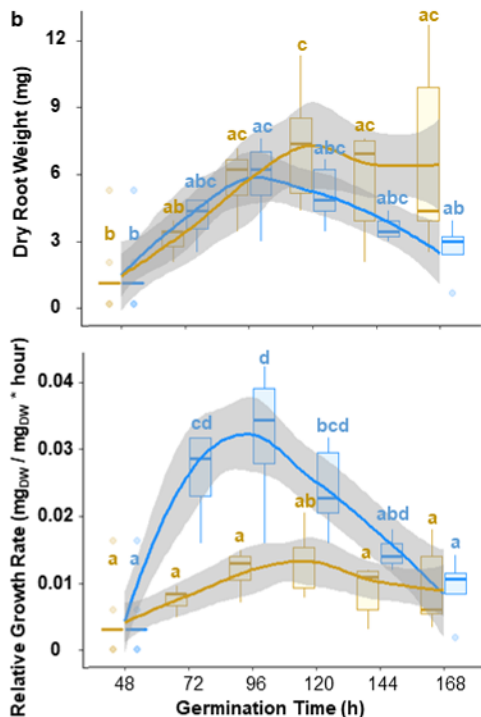 b
Dry Root Weight (mg)
12
9
6
3
0
b
b
ab
abc
ac
ac
c
abc
ac
abc
ac
ab
Relative Growth Rate (mg_DW / mg_DW * hour)
0.04
0.03
0.02
0.01
0
a
a
a
cd
a
d
ab
bcd
a
abd
a
a
48
72
96
120
144
168
Germination Time (h)